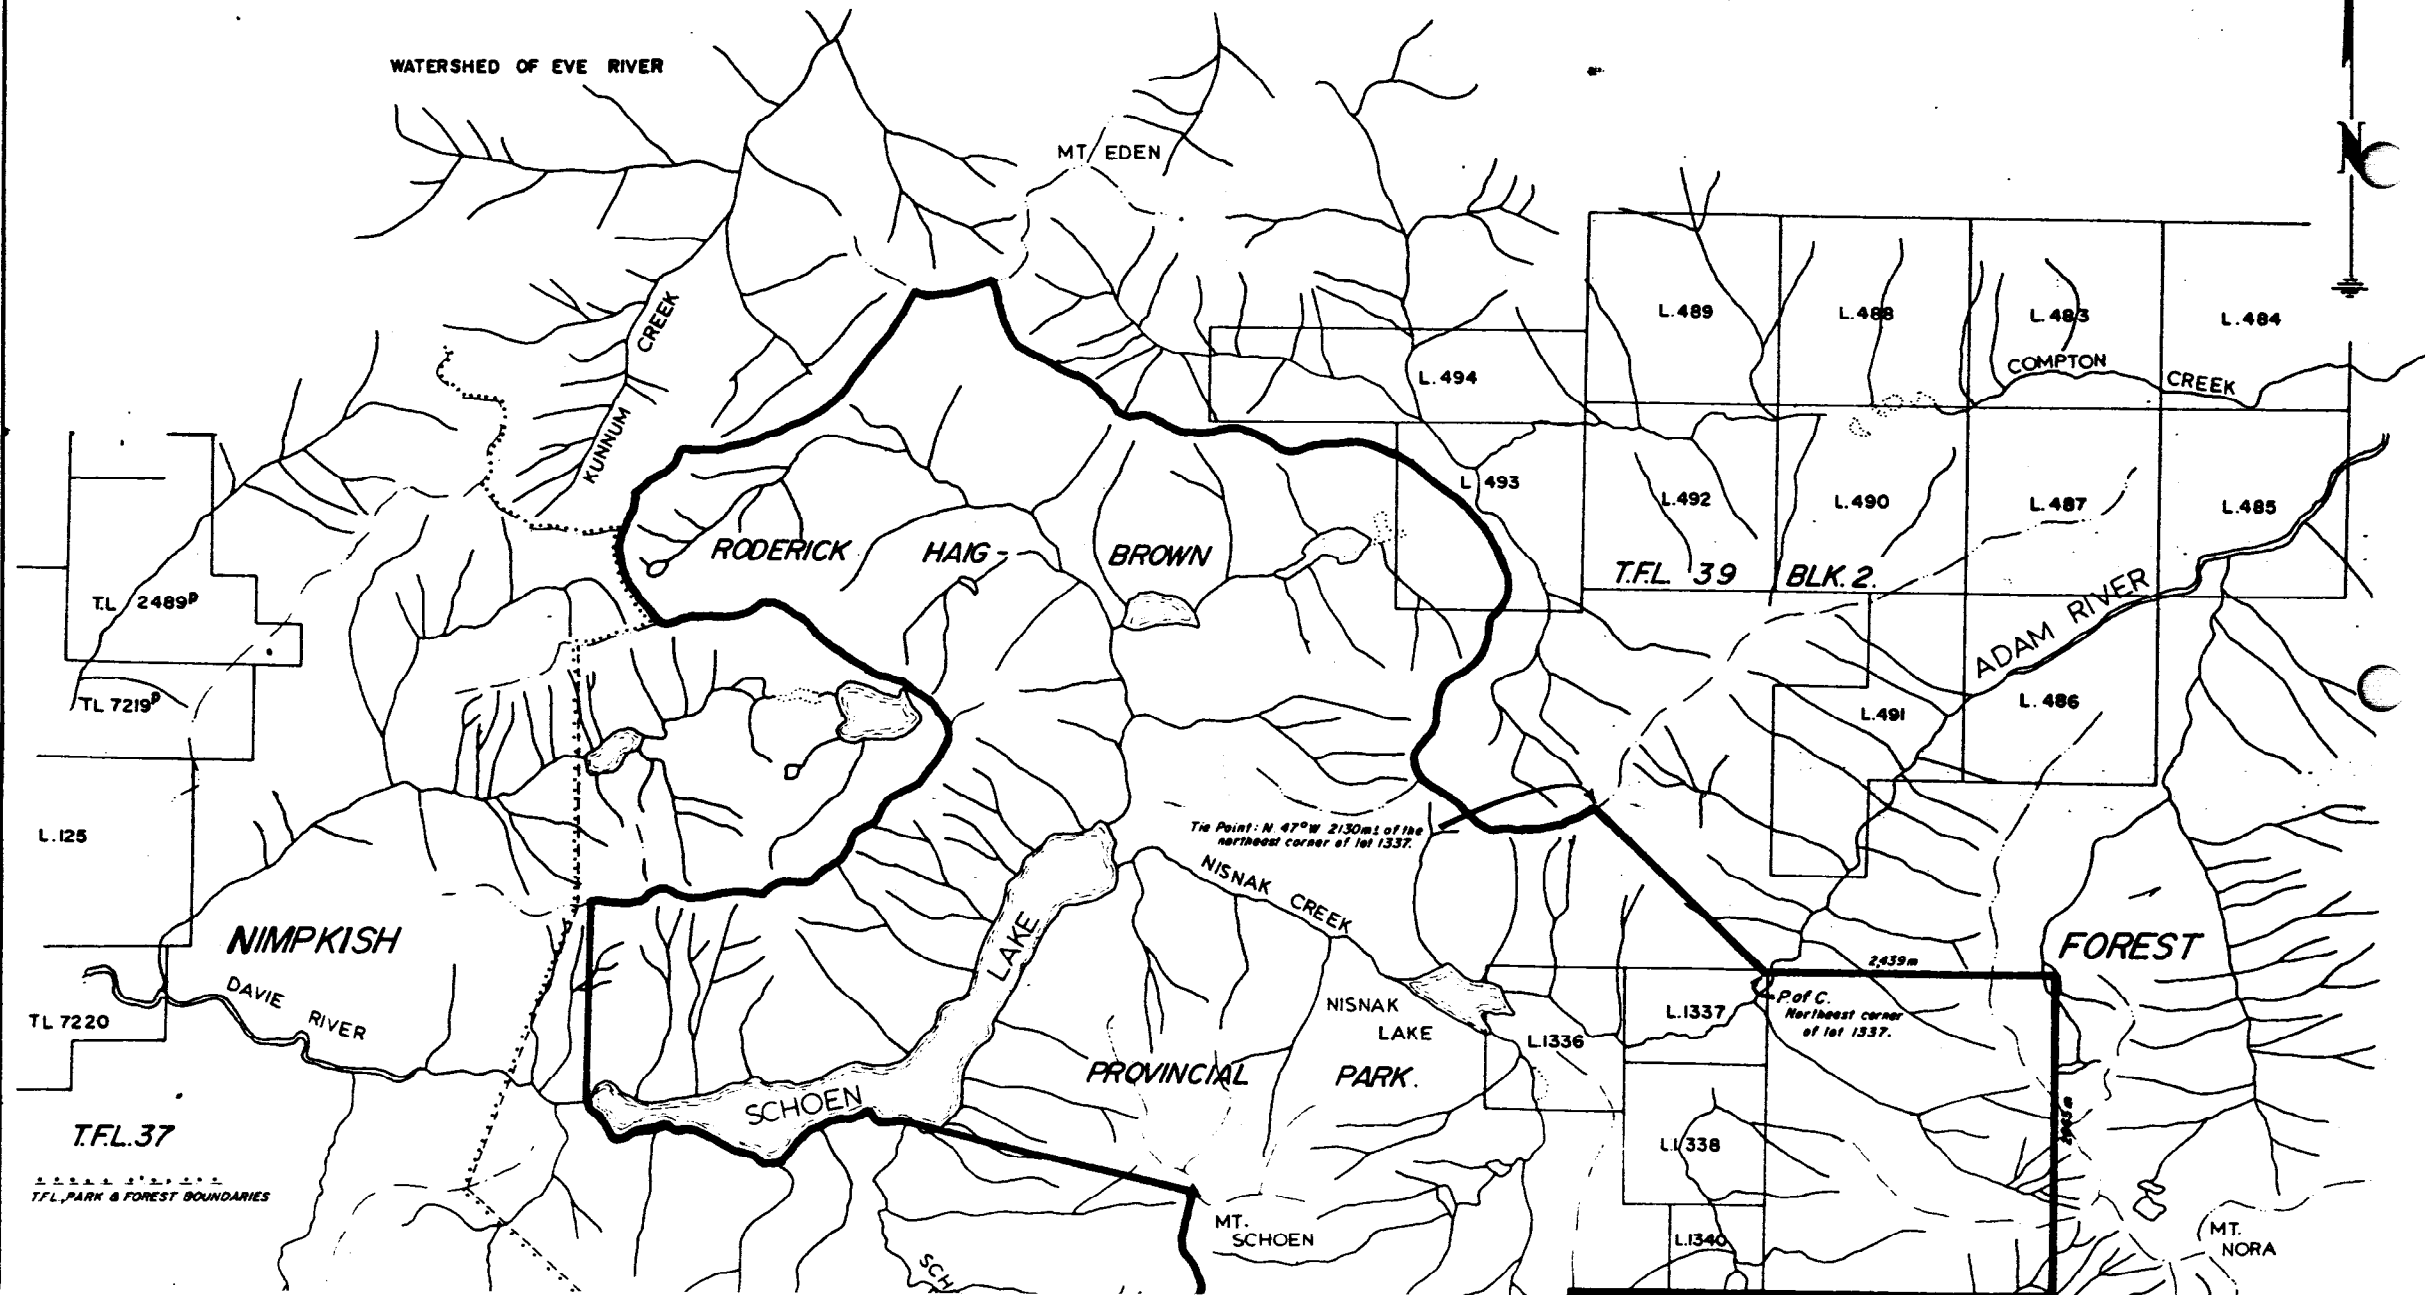 WATERSHED OF EVE RIVER
MT. EDEN
N
KUNNUM CREEK
L.489
L.488
L.483
L.484
COMPTON CREEK
L.494
L 493
L.492
L.490
L.487
L.485
RODERICK HAIG- BROWN
T.F.L. 39 BLK. 2.
T.L 2489P
ADAM RIVER
TL 7219P
L.491
L. 486
L.125
Tie Point: N. 47°W 2130m± of the
northeast corner of lot 1337.
NISNAK CREEK
NIMPKISH
LAKE
FOREST
2,439m
DAVIE RIVER
TL 7220
NISNAK
LAKE
L.1337
P. of C.
Northeast corner
of lot 1337.
L.1336
PROVINCIAL PARK.
SCHOEN
T.F.L. 37
L.1338
T.F.L., PARK & FOREST BOUNDARIES
MT.
SCHOEN
L.1340
MT.
NORA
SCH